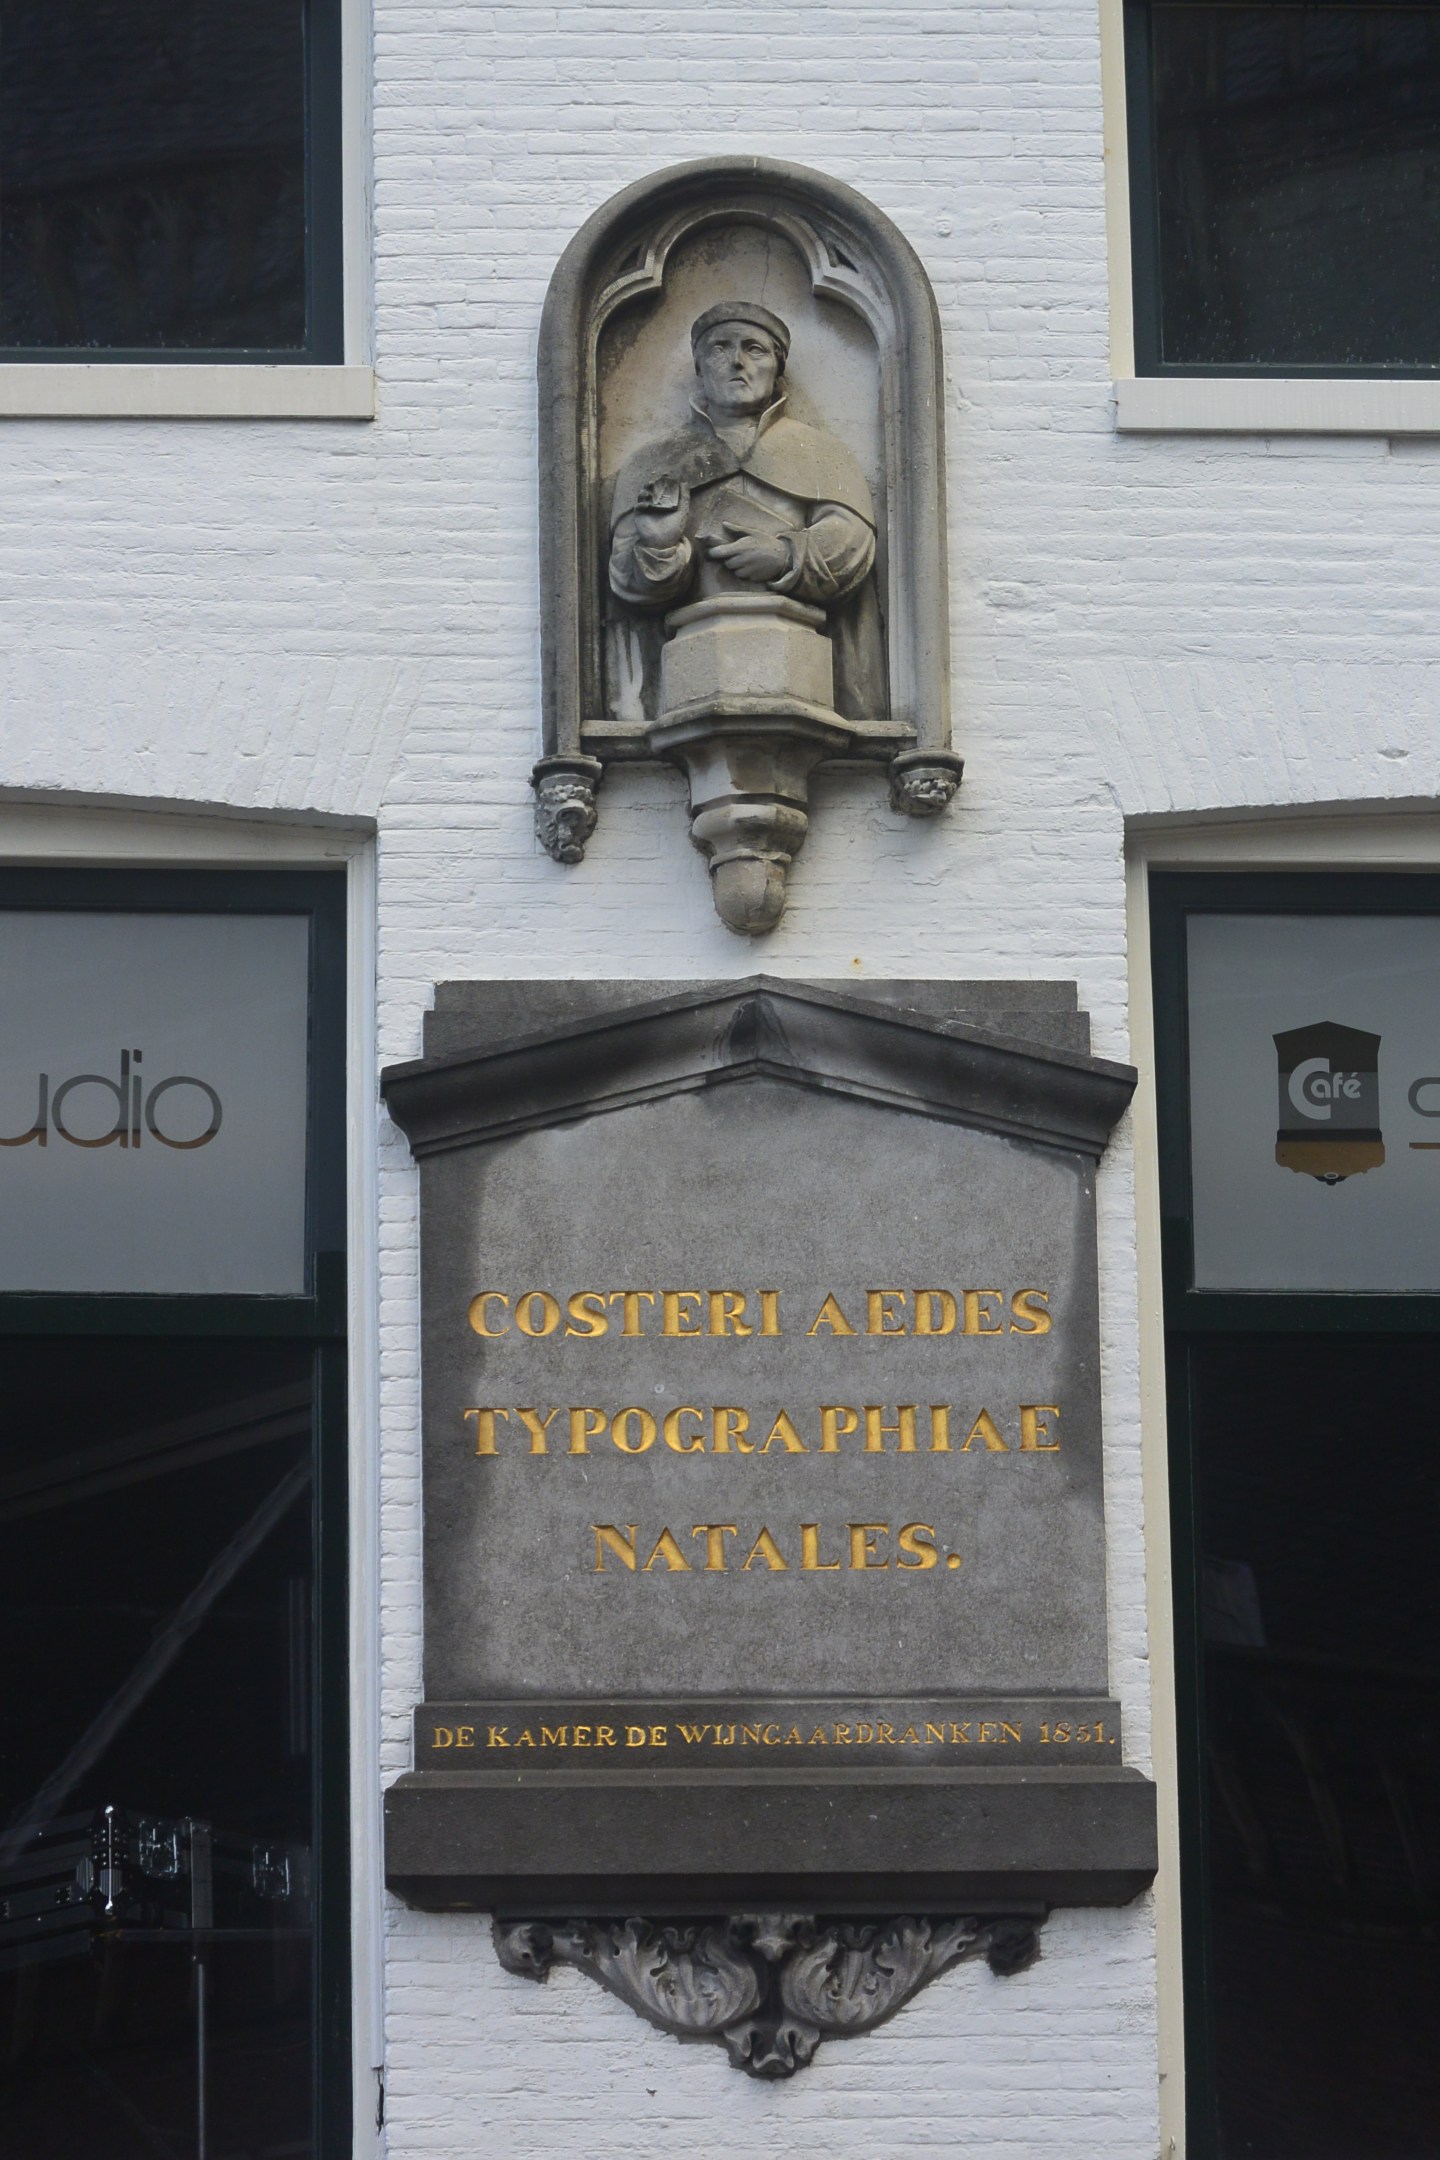 udio
Café
COSTERI AEDES
TYPOGRAPHIAE
NATALES.
DE KAMER DE WIJNGAARDRANKEN 1851.